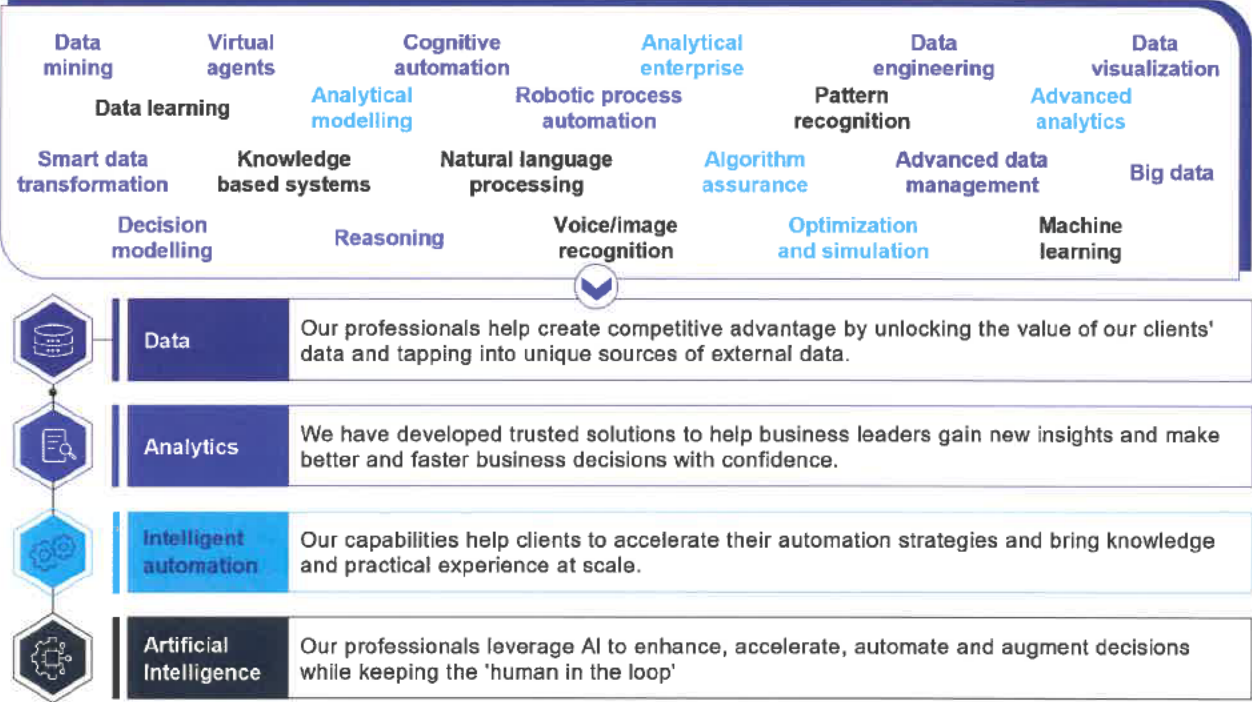 Data mining
Virtual agents
Cognitive automation
Analytical enterprise
Data engineering
Data visualization
Data learning
Analytical modelling
Robotic process automation
Pattern recognition
Advanced analytics
Smart data transformation
Knowledge based systems
Natural language processing
Algorithm assurance
Advanced data management
Big data
Decision modelling
Reasoning
Voice/image recognition
Optimization and simulation
Machine learning
Data
Our professionals help create competitive advantage by unlocking the value of our clients'
data and tapping into unique sources of external data.
Analytics
We have developed trusted solutions to help business leaders gain new insights and make
better and faster business decisions with confidence.
Intelligent
automation
Our capabilities help clients to accelerate their automation strategies and bring knowledge
and practical experience at scale.
Artificial
Intelligence
Our professionals leverage AI to enhance, accelerate, automate and augment decisions
while keeping the 'human in the loop'